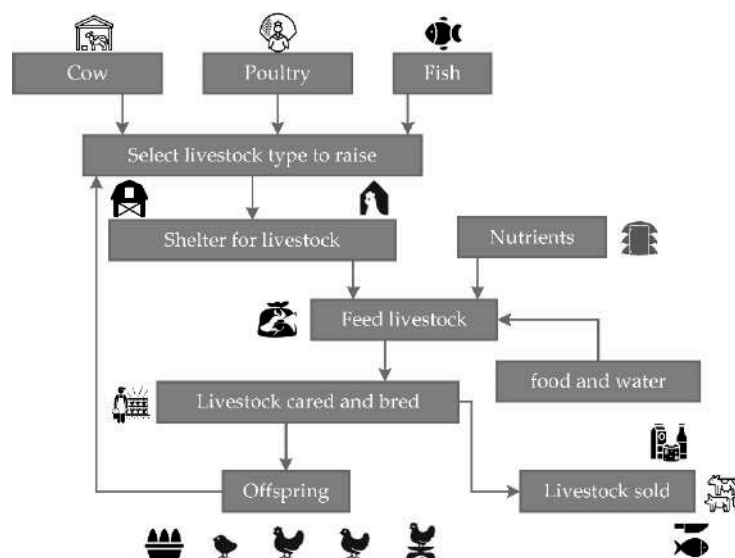 Cow
Poultry
Fish
Select livestock type to raise
Shelter for livestock
Nutrients
Feed livestock
food and water
Livestock cared and bred
Offspring
Livestock sold